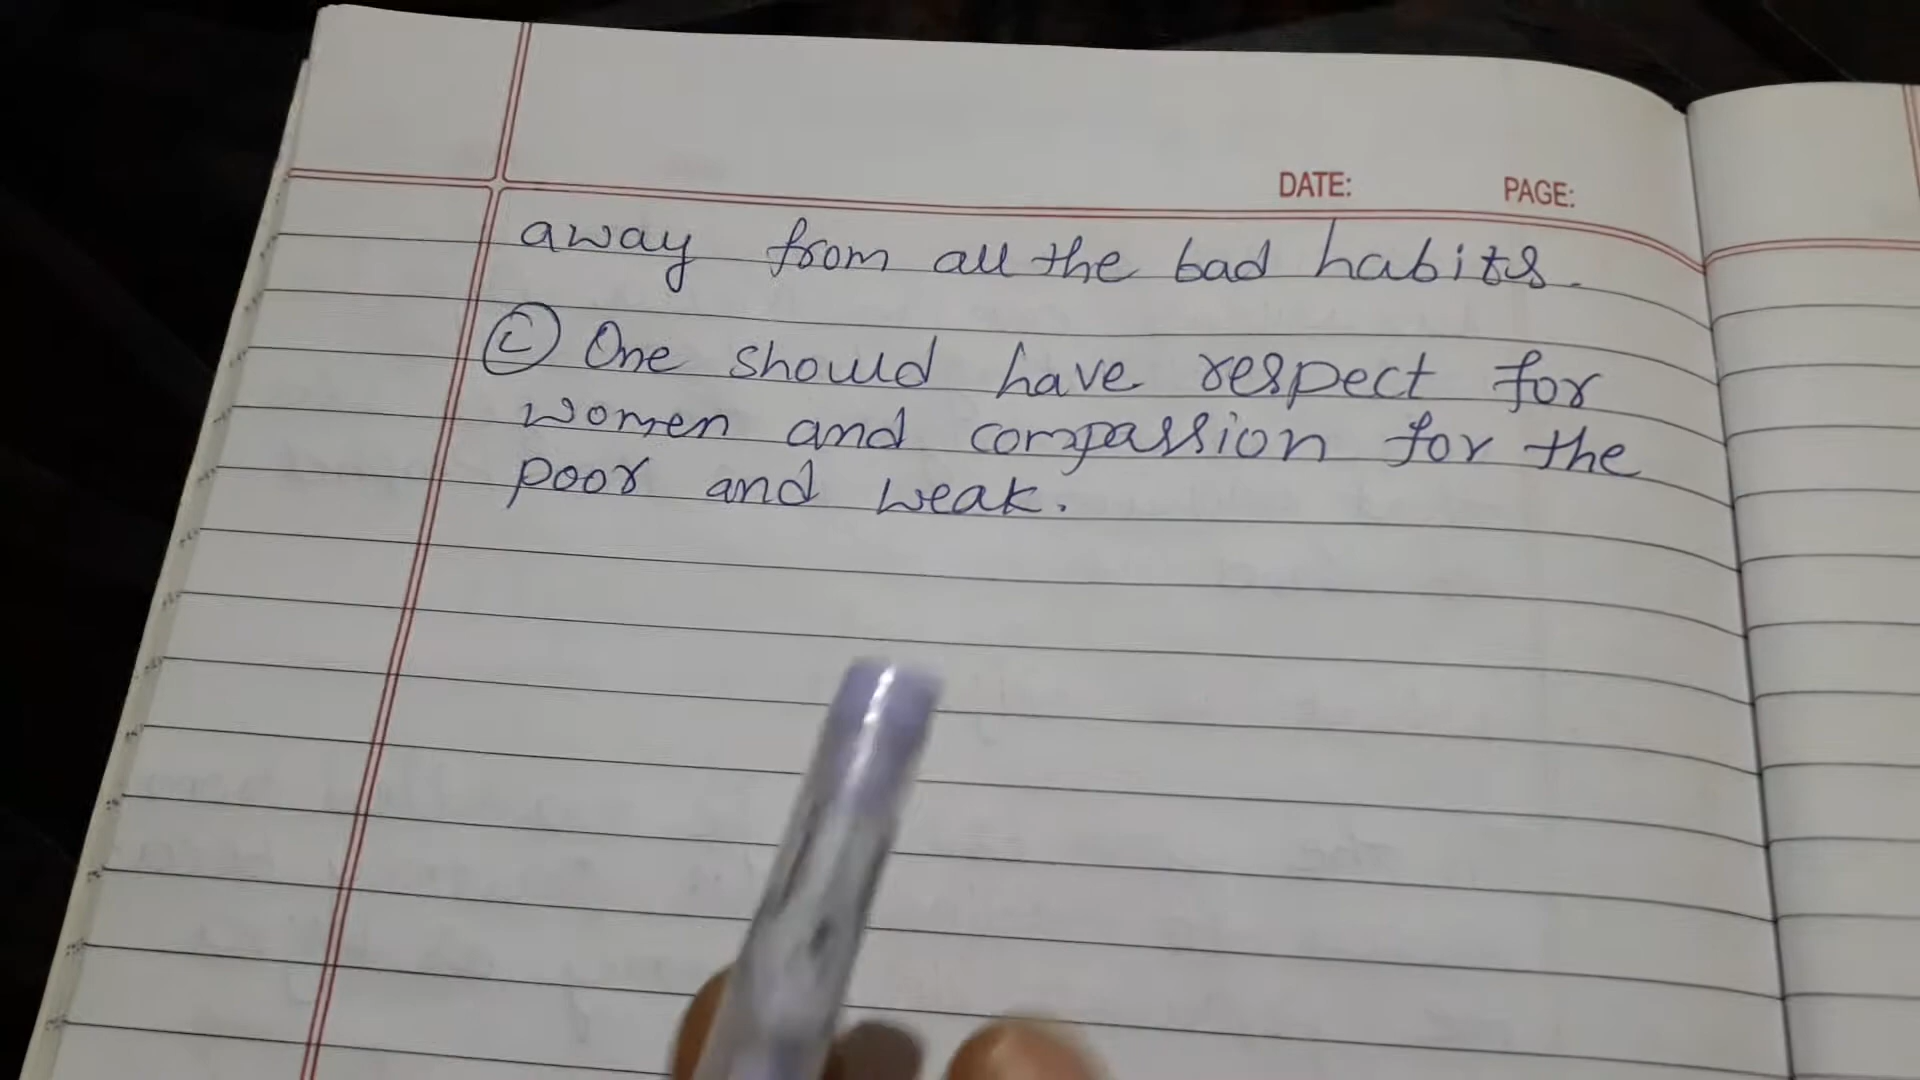 DATE: PAGE:
away from all the bad habits.
Ⓒ One should have respect for
women and compassion for the
poor and weak.